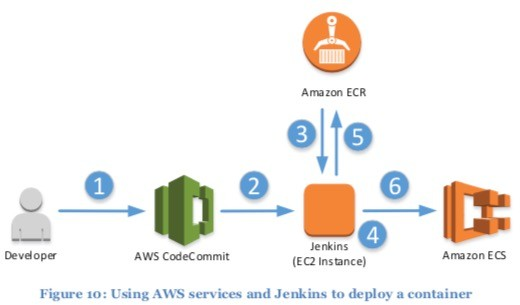 Amazon ECR
3
5
1
2
6
4
Developer
AWS CodeCommit
Jenkins
(EC2 Instance)
Amazon ECS
Figure 10: Using AWS services and Jenkins to deploy a container